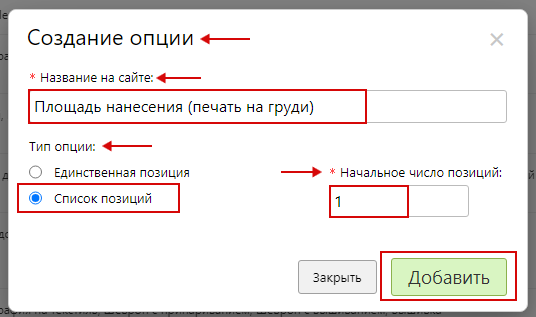 Создание опции
* Название на сайте:
Площадь нанесения (печать на груди)
Тип опции:
Единственная позиция
* Начальное число позиций:
Список позиций
1
Закрыть
Добавить